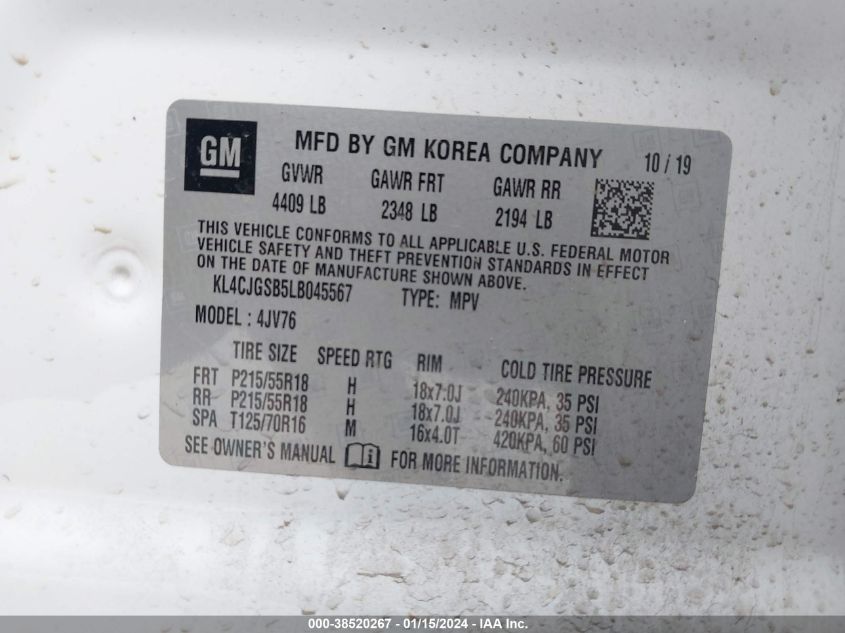 GM
MFD BY GM KOREA COMPANY 10 / 19
GVWR GAWR FRT GAWR RR
4409 LB 2348 LB 2194 LB
THIS VEHICLE CONFORMS TO ALL APPLICABLE U.S. FEDERAL MOTOR
VEHICLE SAFETY AND THEFT PREVENTION STANDARDS IN EFFECT
ON THE DATE OF MANUFACTURE SHOWN ABOVE.
KL4CJGSB5LB045567 TYPE: MPV
MODEL : 4JV76
TIRE SIZE SPEED RTG RIM COLD TIRE PRESSURE
FRT P215/55R18 H 18x7.0J 240KPA, 35 PSI
RR P215/55R18 H 18x7.0J 240KPA, 35 PSI
SPA T125/70R16 M 16x4.0T 420KPA, 60 PSI
SEE OWNER'S MANUAL i FOR MORE INFORMATION.
000-38520267 - 01/15/2024 - IAA Inc.